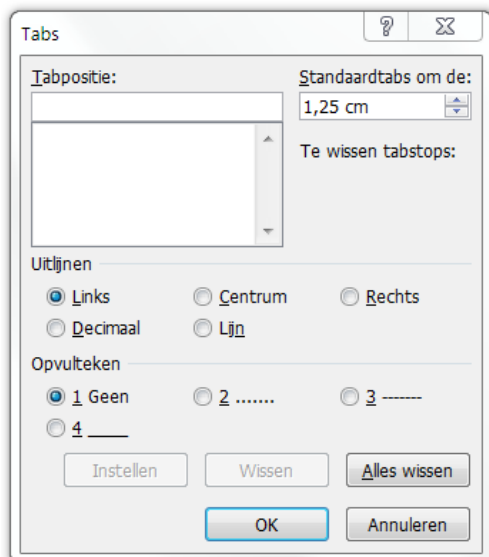 Tabs
Tabpositie:
Standaardtabs om de:
1,25 cm
Te wissen tabstops:
Uitlijnen
Links Centrum Rechts
Decimaal Lijn
Opvulteken
1 Geen 2 ....... 3 -------
4 ____
Instellen Wissen Alles wissen
OK Annuleren